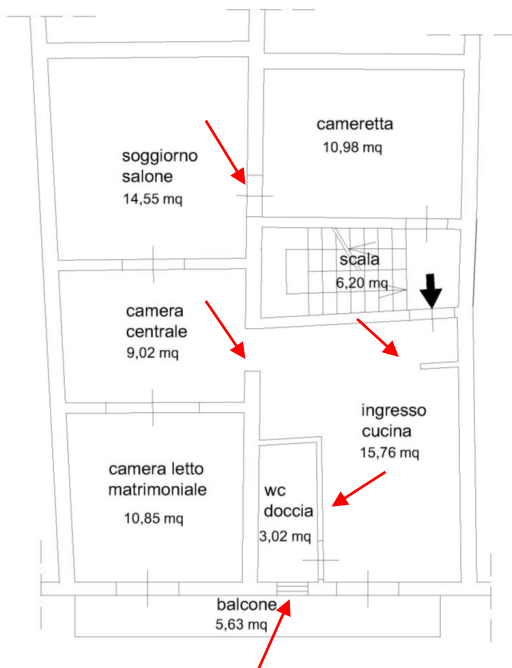 soggiorno
salone
14,55 mq
cameretta
10,98 mq
scala
6,20 mq
camera
centrale
9,02 mq
ingresso
cucina
15,76 mq
camera letto
matrimoniale
10,85 mq
wc
doccia
3,02 mq
balcone
5,63 mq